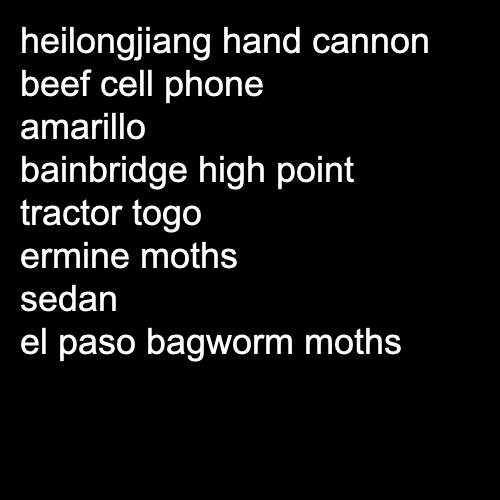 heilongjiang hand cannon
beef cell phone
amarillo
bainbridge high point
tractor togo
ermine moths
sedan
el paso bagworm moths